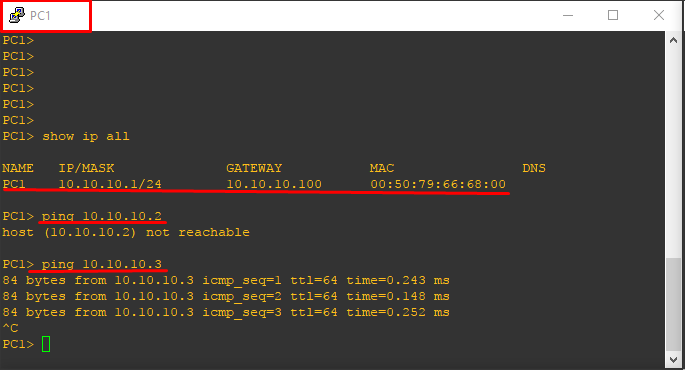 PC1
PC1>
PC1>
PC1>
PC1>
PC1>
PC1>
PC1> show ip all
NAME   IP/MASK              GATEWAY           MAC                DNS
PC1    10.10.10.1/24        10.10.10.100      00:50:79:66:68:00
PC1> ping 10.10.10.2
host (10.10.10.2) not reachable
PC1> ping 10.10.10.3
84 bytes from 10.10.10.3 icmp_seq=1 ttl=64 time=0.243 ms
84 bytes from 10.10.10.3 icmp_seq=2 ttl=64 time=0.148 ms
84 bytes from 10.10.10.3 icmp_seq=3 ttl=64 time=0.252 ms
^C
PC1>